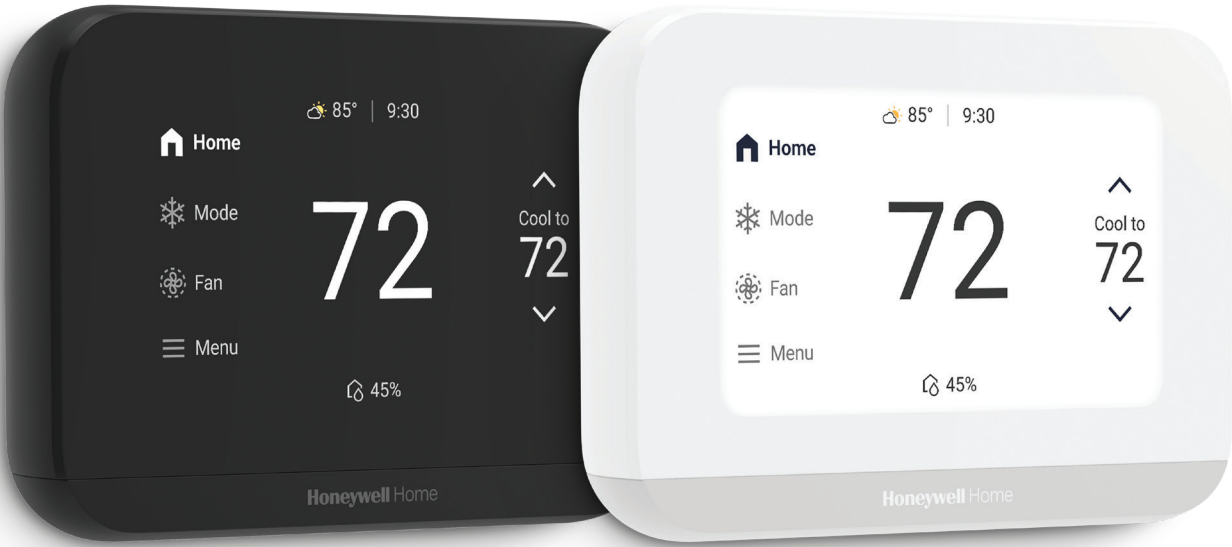 85° | 9:30
Home
Mode
72
Cool to
72
Fan
Menu
45%
Honeywell Home
85° | 9:30
Home
Mode
72
Cool to
72
Fan
Menu
45%
Honeywell Home